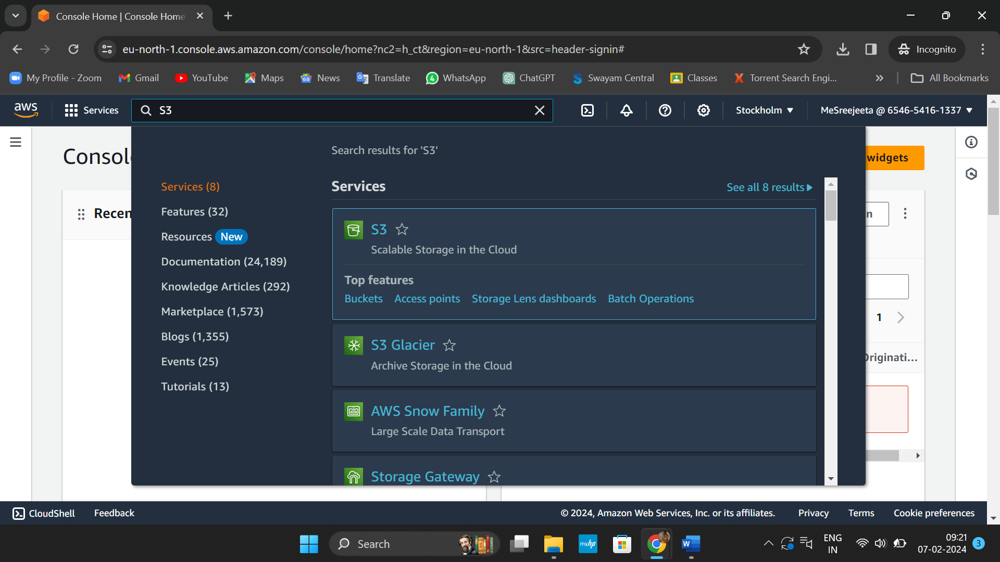 Console Home | Console Home
eu-north-1.console.aws.amazon.com/console/home?nc2=h_ct&region=eu-north-1&src=header-signin#
Incognito
My Profile - Zoom
Gmail
YouTube
Maps
News
Translate
WhatsApp
ChatGPT
Swayam Central
Classes
Torrent Search Engi...
All Bookmarks
aws
Services
S3
Stockholm
MeSreejeeta @ 6546-5416-1337
Consol
widgets
Recen
n
1
Originati...
Search results for 'S3'
Services (8)
Features (32)
Resources New
Documentation (24,189)
Knowledge Articles (292)
Marketplace (1,573)
Blogs (1,355)
Events (25)
Tutorials (13)
Services
See all 8 results
S3
Scalable Storage in the Cloud
Top features
Buckets Access points Storage Lens dashboards Batch Operations
S3 Glacier
Archive Storage in the Cloud
AWS Snow Family
Large Scale Data Transport
Storage Gateway
CloudShell
Feedback
© 2024, Amazon Web Services, Inc. or its affiliates.
Privacy
Terms
Cookie preferences
Search
myhp
W
ENG
IN
09:21
07-02-2024
3